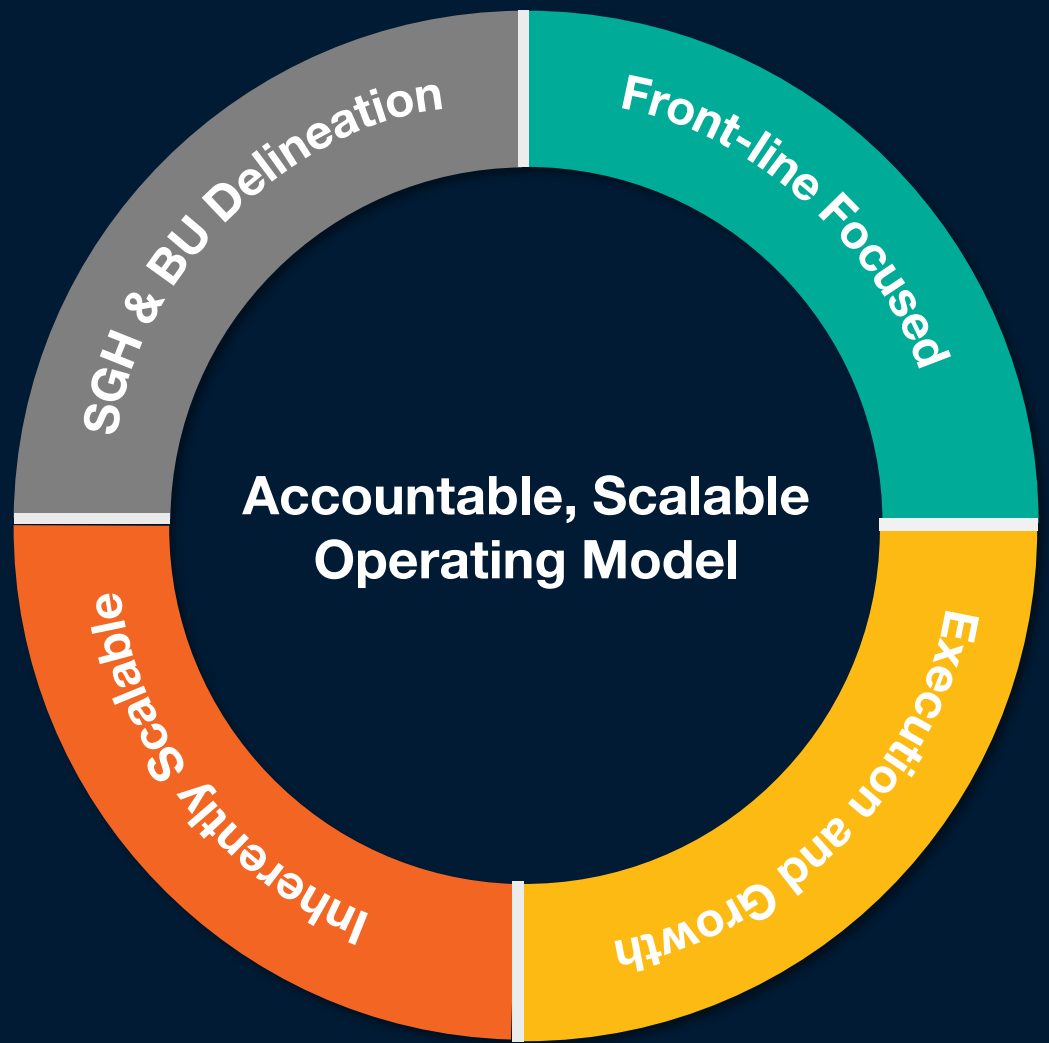 SGH & BU Delineation
Front-line Focused
Accountable, Scalable
Operating Model
Inherently Scalable
Execution and Growth